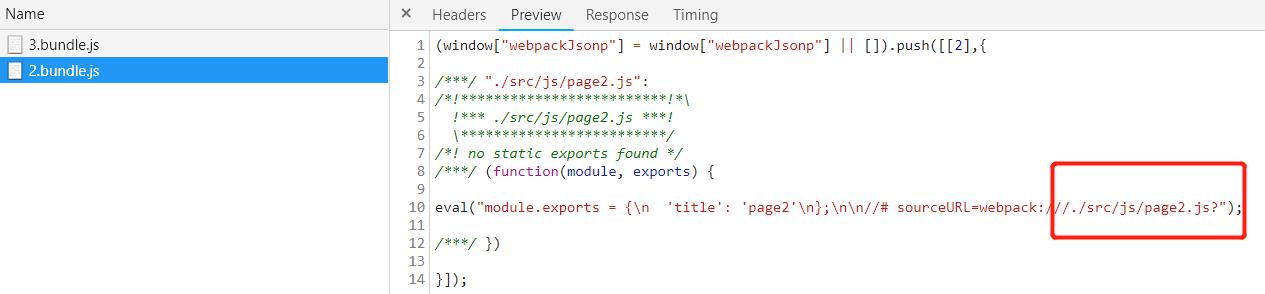 Name
3.bundle.js
2.bundle.js
× Headers Preview Response Timing
1 (window["webpackJsonp"] = window["webpackJsonp"] || []).push([[2],{
2
3 /***/ "./src/js/page2.js":
4 /*!*************************!*\
5   !*** ./src/js/page2.js ***!
6   \*************************/
7 /*! no static exports found */
8 /***/ (function(module, exports) {
9
10 eval("module.exports = {\n  'title': 'page2'\n};\n\n//# sourceURL=webpack:///./src/js/page2.js?");
11
12 /***/ })
13
14 }]);